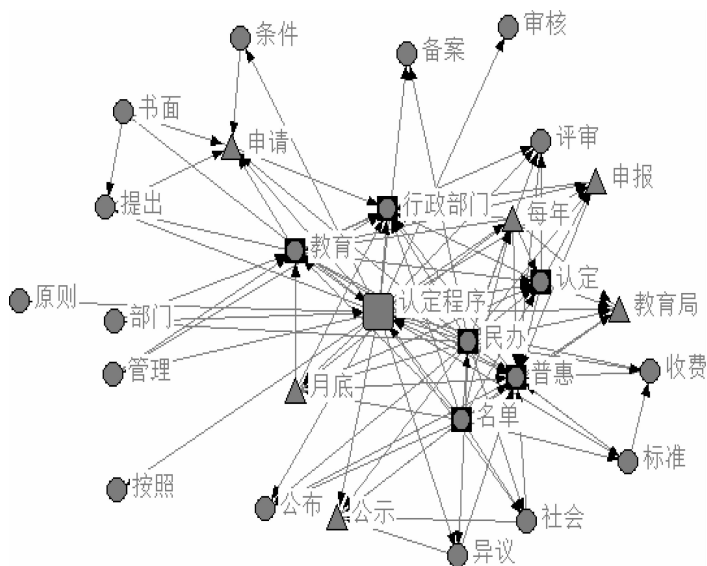 审核
条件
备案
书面
评审
申请
申报
提出
行政部门
每年
教育
认定
原则
认定程序
教育局
部门
民办
管理
普惠
收费
月底
名单
标准
按照
公布
公示
社会
异议